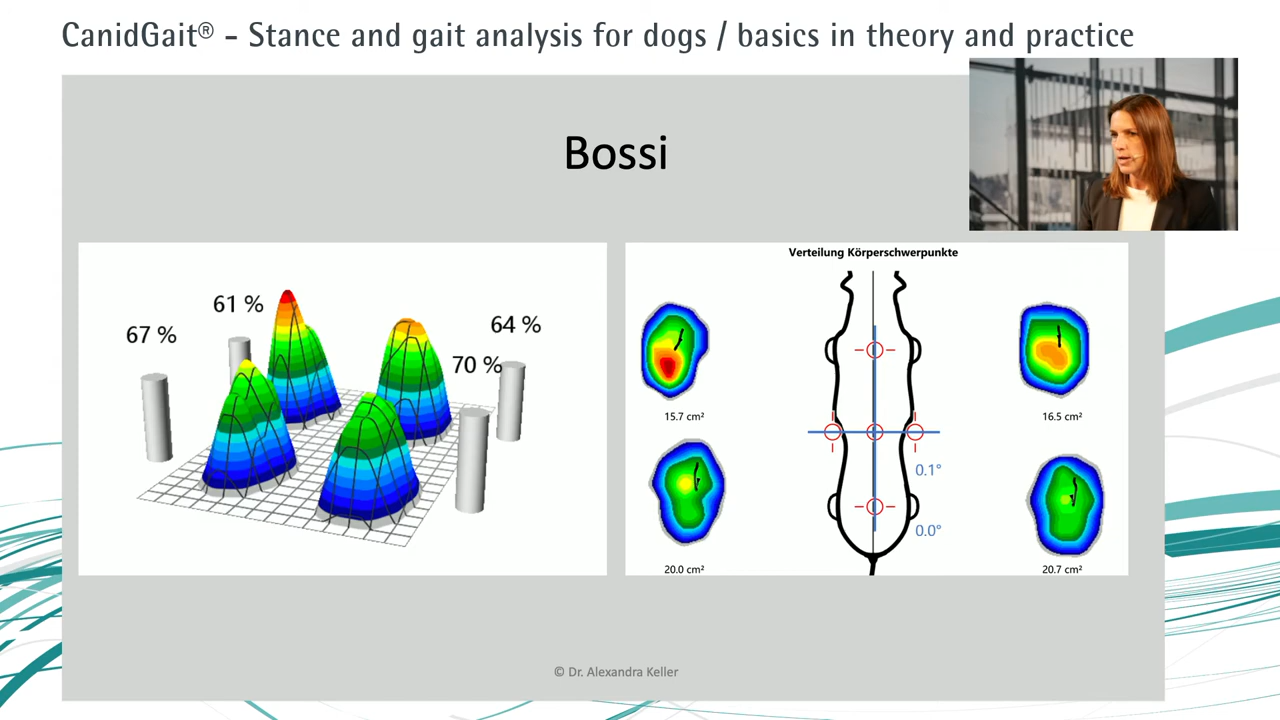 CanidGait® - Stance and gait analysis for dogs / basics in theory and practice
Bossi
67 %
61 %
64 %
70 %
Verteilung Körperschwerpunkte
15.7 cm²
16.5 cm²
0.1°
0.0°
20.0 cm²
20.7 cm²
© Dr. Alexandra Keller